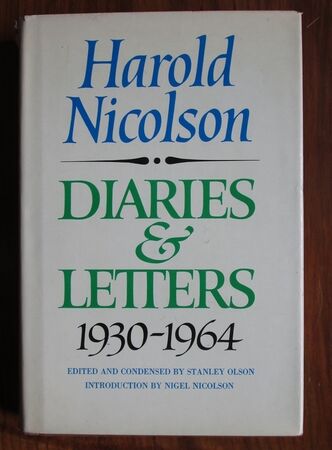 Harold
Nicolson
DIARIES
&
LETTERS
1930-1964
EDITED AND CONDENSED BY STANLEY OLSON
INTRODUCTION BY NIGEL NICOLSON